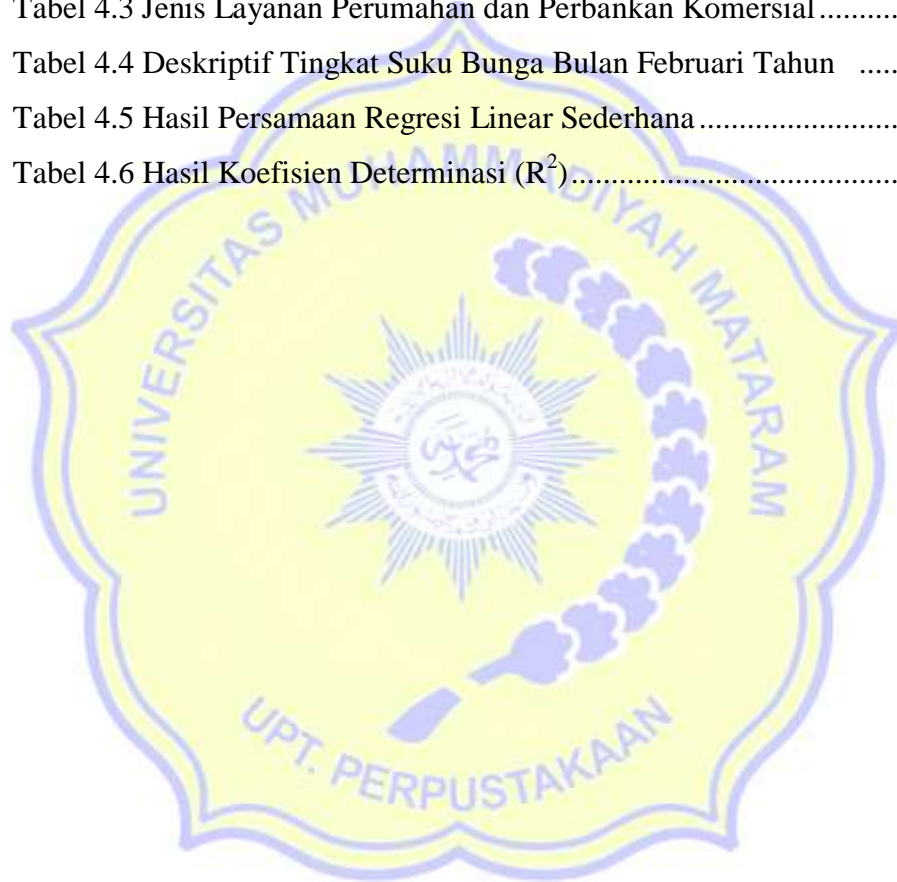 Tabel 4.3 Jenis Layanan Perumahan dan Perbankan Komersial..........
Tabel 4.4 Deskriptif Tingkat Suku Bunga Bulan Februari Tahun .....
Tabel 4.5 Hasil Persamaan Regresi Linear Sederhana.......................
Tabel 4.6 Hasil Koefisien Determinasi (R²)......................................
UNIVERSITAS MUHAMMADIYAH MATARAM
UPT. PERPUSTAKAAN